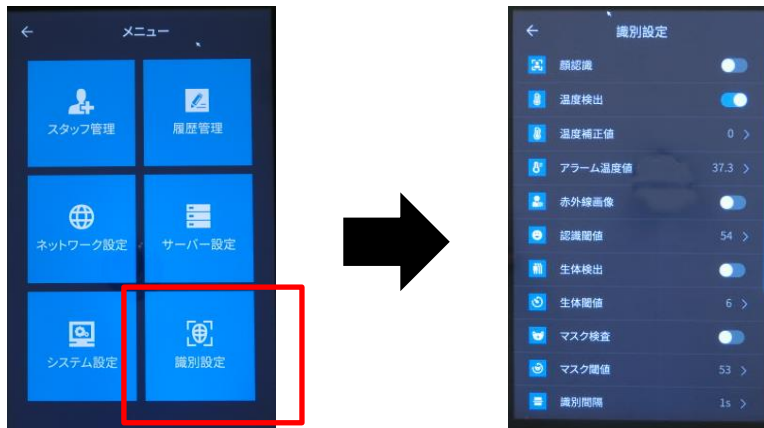 メニュー
スタッフ管理
履歴管理
ネットワーク設定
サーバー設定
システム設定
識別設定
識別設定
顔認識
温度検出
温度補正値 0
アラーム温度値 37.3
赤外線画像
認識閾値 54
生体検出
生体閾値 6
マスク検査
マスク閾値 53
識別間隔 1s